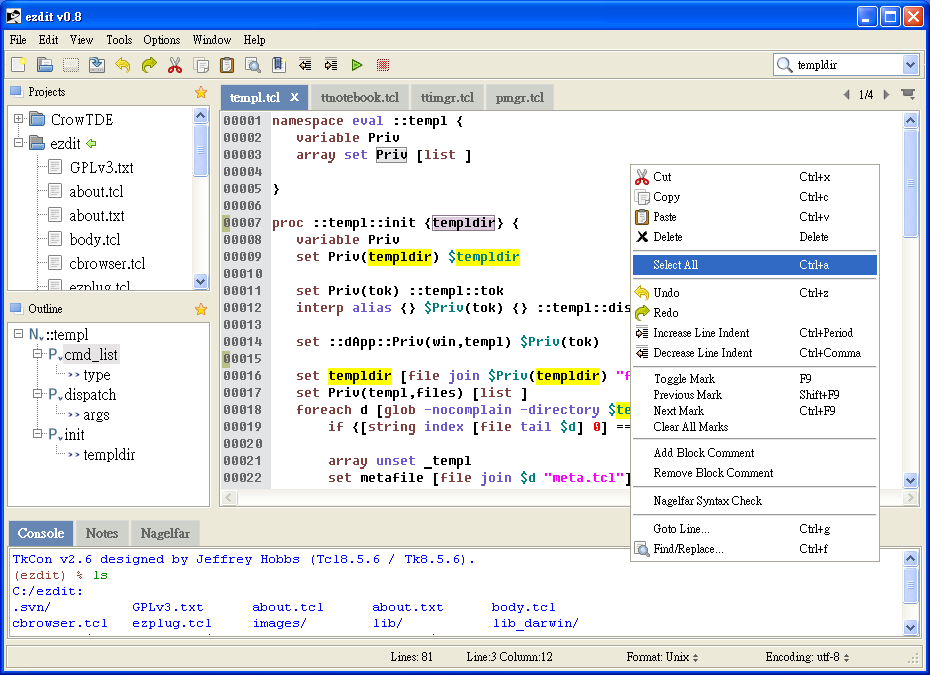 ezdit v0.8
File Edit View Tools Options Window Help
templdir
Projects
CrowTDE
ezdit
GPLv3.txt
about.tcl
about.txt
body.tcl
cbrowser.tcl
ezplug.tcl
Outline
N ::templ
P cmd_list
>> type
P dispatch
>> args
P init
>> templdir
templ.tcl X ttnotebook.tcl ttimgr.tcl pmgr.tcl
1/4
00001 namespace eval ::templ {
00002 variable Priv
00003 array set Priv [list ]
00004
00005 }
00006
00007 proc ::templ::init {templdir} {
00008 variable Priv
00009 set Priv(templdir) $templdir
00010
00011 set Priv(tok) ::templ::tok
00012 interp alias {} $Priv(tok) {} ::templ::dis
00013
00014 set ::dApp::Priv(win,templ) $Priv(tok)
00015
00016 set templdir [file join $Priv(templdir) "f
00017 set Priv(templ,files) [list ]
00018 foreach d [glob -nocomplain -directory $te
00019 if {[string index [file tail $d] 0] ==
00020
00021 array unset _templ
00022 set metafile [file join $d "meta.tcl"]
Cut Ctrl+x
Copy Ctrl+c
Paste Ctrl+v
Delete Delete
Select All Ctrl+a
Undo Ctrl+z
Redo
Increase Line Indent Ctrl+Period
Decrease Line Indent Ctrl+Comma
Toggle Mark F9
Previous Mark Shift+F9
Next Mark Ctrl+F9
Clear All Marks
Add Block Comment
Remove Block Comment
Nagelfar Syntax Check
Goto Line... Ctrl+g
Find/Replace... Ctrl+f
Console Notes Nagelfar
TkCon v2.6 designed by Jeffrey Hobbs (Tcl8.5.6 / Tk8.5.6).
(ezdit) % ls
C:/ezdit:
.svn/ GPLv3.txt about.tcl about.txt body.tcl
cbrowser.tcl ezplug.tcl images/ lib/ lib_darwin/
Lines: 81 Line:3 Column:12 Format: Unix Encoding: utf-8